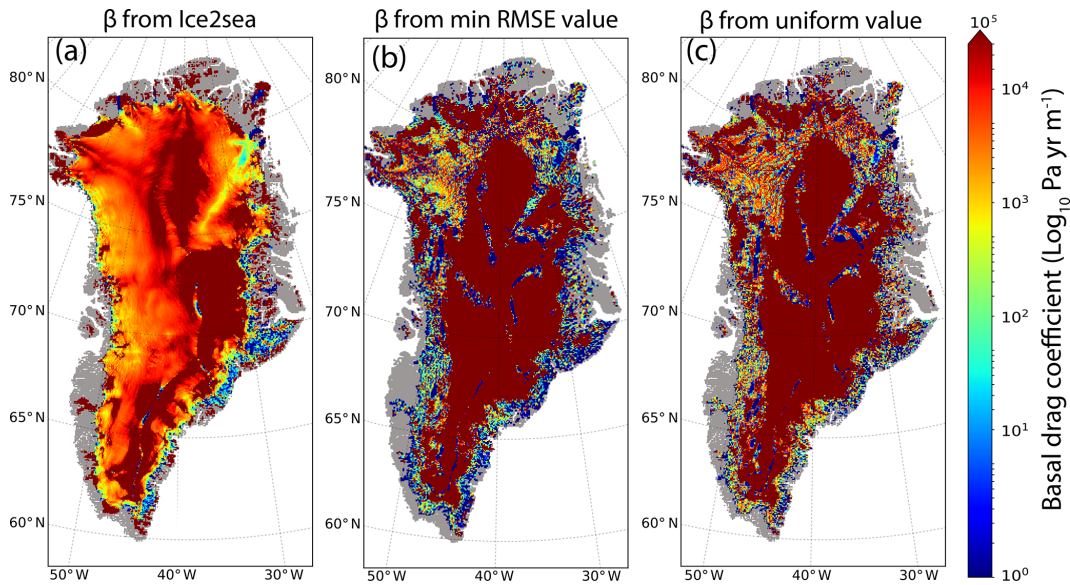 β from Ice2sea
β from min RMSE value
β from uniform value
(a)
(b)
(c)
80° N
75° N
70° N
65° N
60° N
50°W
40°W
30°W
80° N
75° N
70° N
65° N
60° N
50°W
40°W
30°W
80° N
75° N
70° N
65° N
60° N
50°W
40°W
30°W
10⁵
10⁴
10³
10²
10¹
10⁰
Basal drag coefficient (Log₁₀ Pa yr m⁻¹)